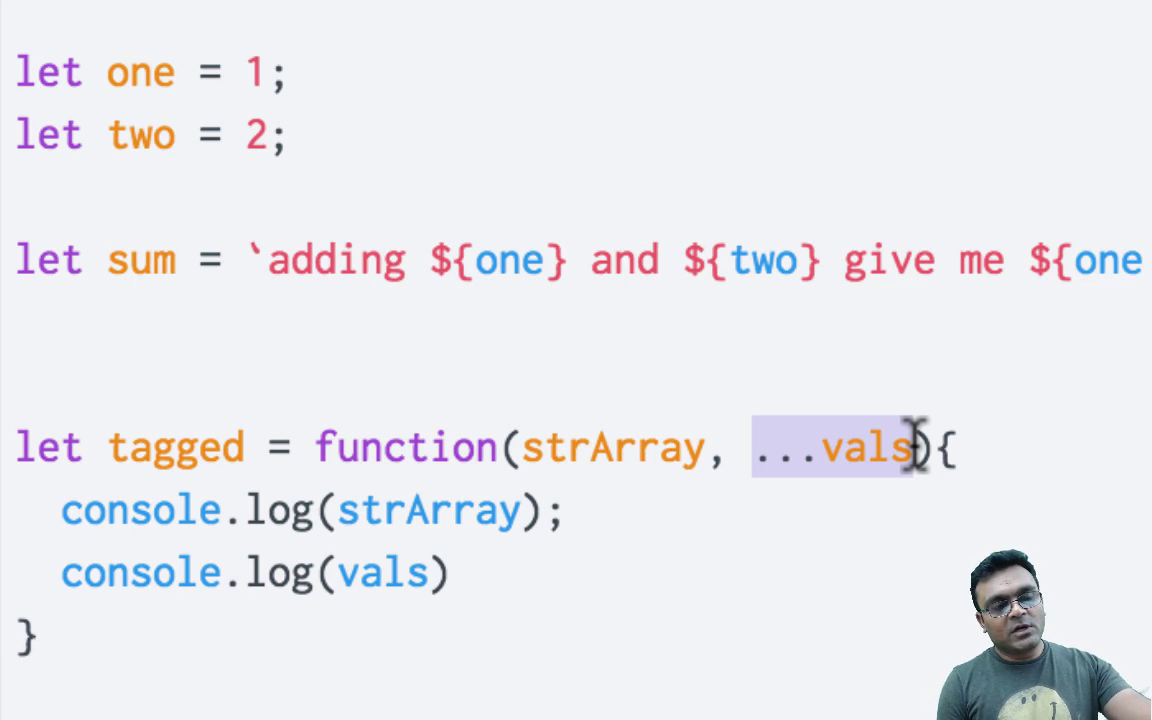 let one = 1;
let two = 2;
let sum = `adding ${one} and ${two} give me ${one
let tagged = function(strArray, ...vals){
console.log(strArray);
console.log(vals)
}